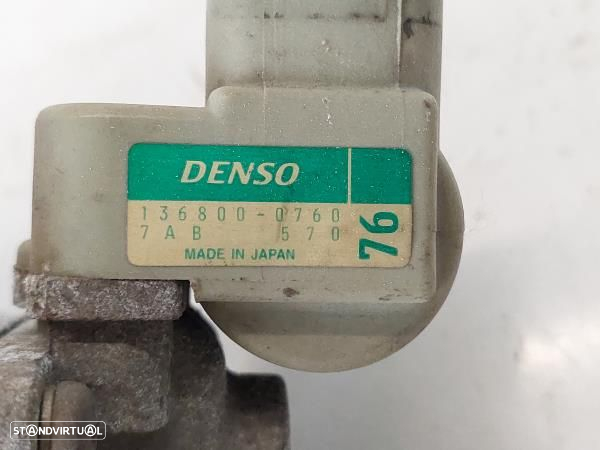 DENSO
136800-0760
7AB 570
76
MADE IN JAPAN
STANDVIRTUAL